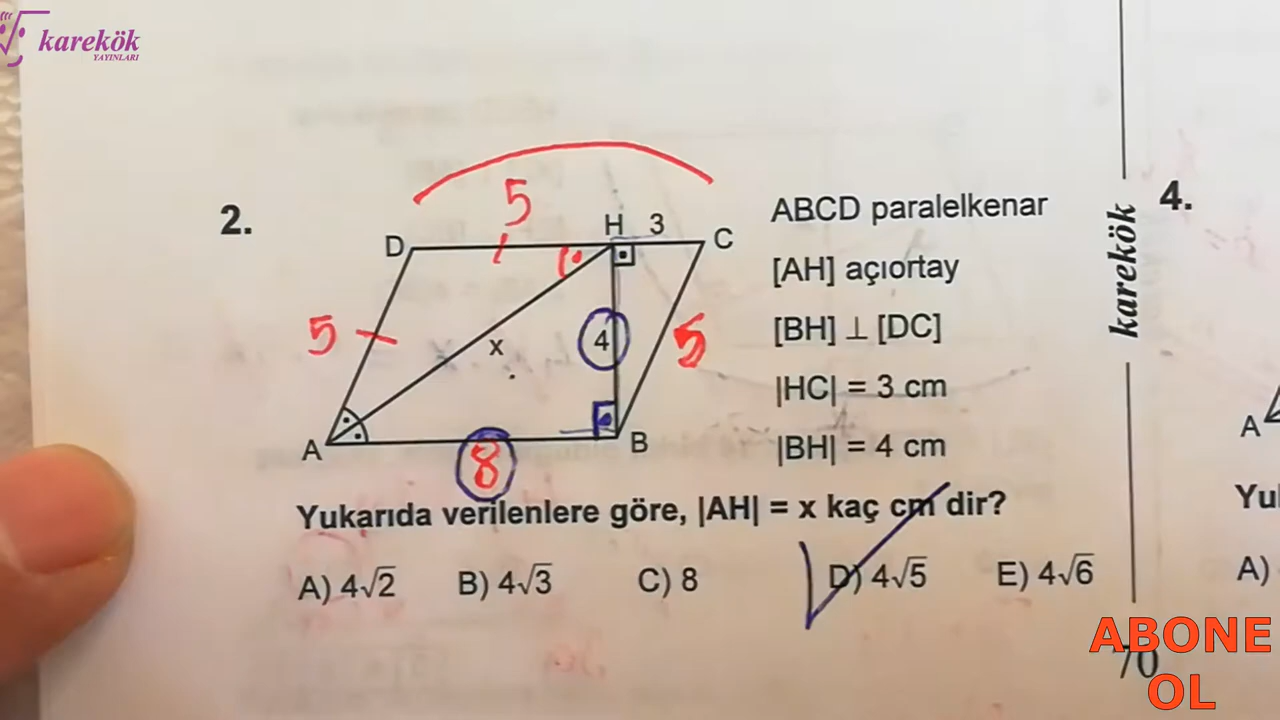 karekök
YAYINLARI
2.
5
D
H
3
C
5
x
4
5
A
8
B
ABCD paralelkenar
[AH] açıortay
[BH] ⊥ [DC]
|HC| = 3 cm
|BH| = 4 cm
Yukarıda verilenlere göre, |AH| = x kaç cm dir?
A) 4√2 B) 4√3 C) 8 D) 4√5 E) 4√6
karekök
4.
A
Yu
A)
70
ABONE
OL